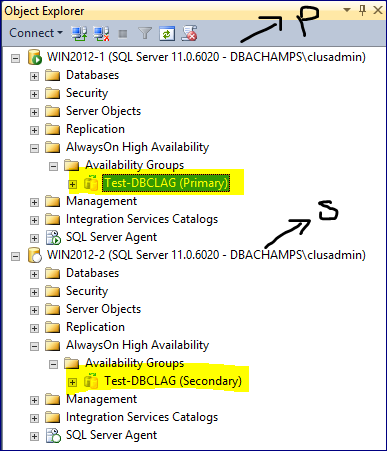 Object Explorer
P
Connect
WIN2012-1 (SQL Server 11.0.6020 - DBACHAMPS\clusadmin)
Databases
Security
Server Objects
Replication
AlwaysOn High Availability
Availability Groups
Test-DBCLAG (Primary)
Management
Integration Services Catalogs
SQL Server Agent
S
WIN2012-2 (SQL Server 11.0.6020 - DBACHAMPS\clusadmin)
Databases
Security
Server Objects
Replication
AlwaysOn High Availability
Availability Groups
Test-DBCLAG (Secondary)
Management
Integration Services Catalogs
SQL Server Agent